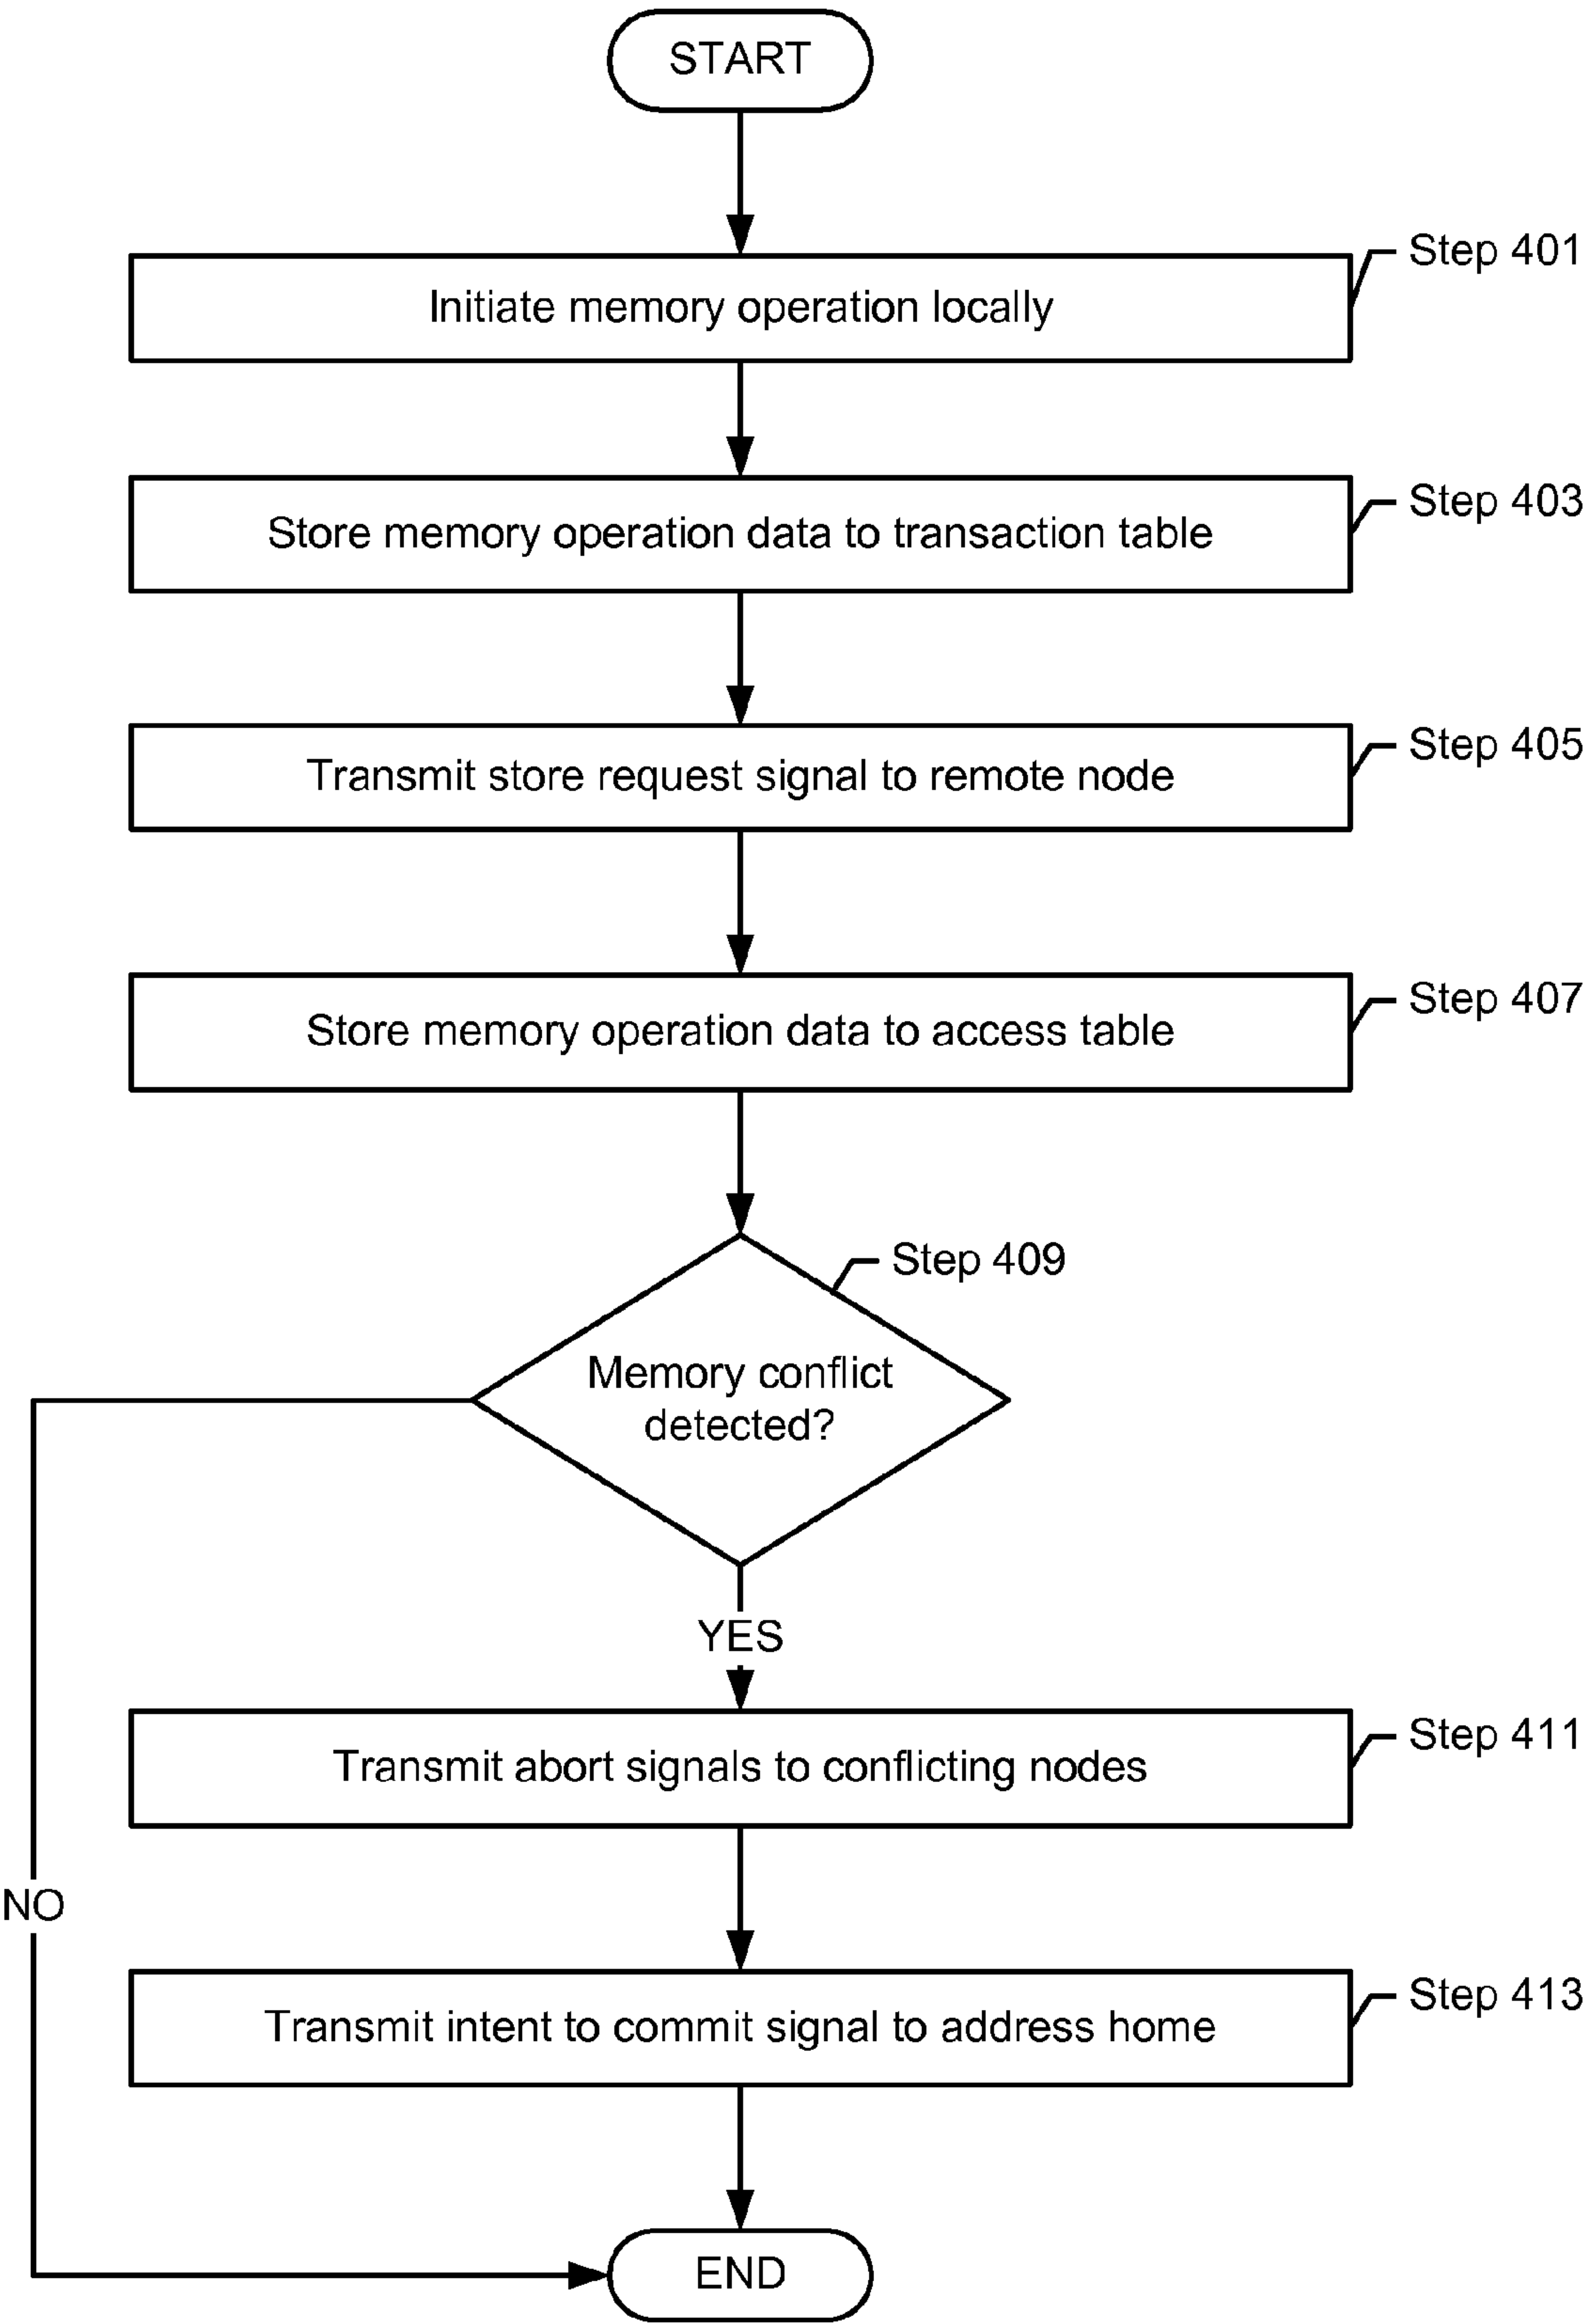 START
Step 401
Initiate memory operation locally
Step 403
Store memory operation data to transaction table
Step 405
Transmit store request signal to remote node
Step 407
Store memory operation data to access table
Step 409
Memory conflict
detected?
YES
Step 411
Transmit abort signals to conflicting nodes
NO
Step 413
Transmit intent to commit signal to address home
END